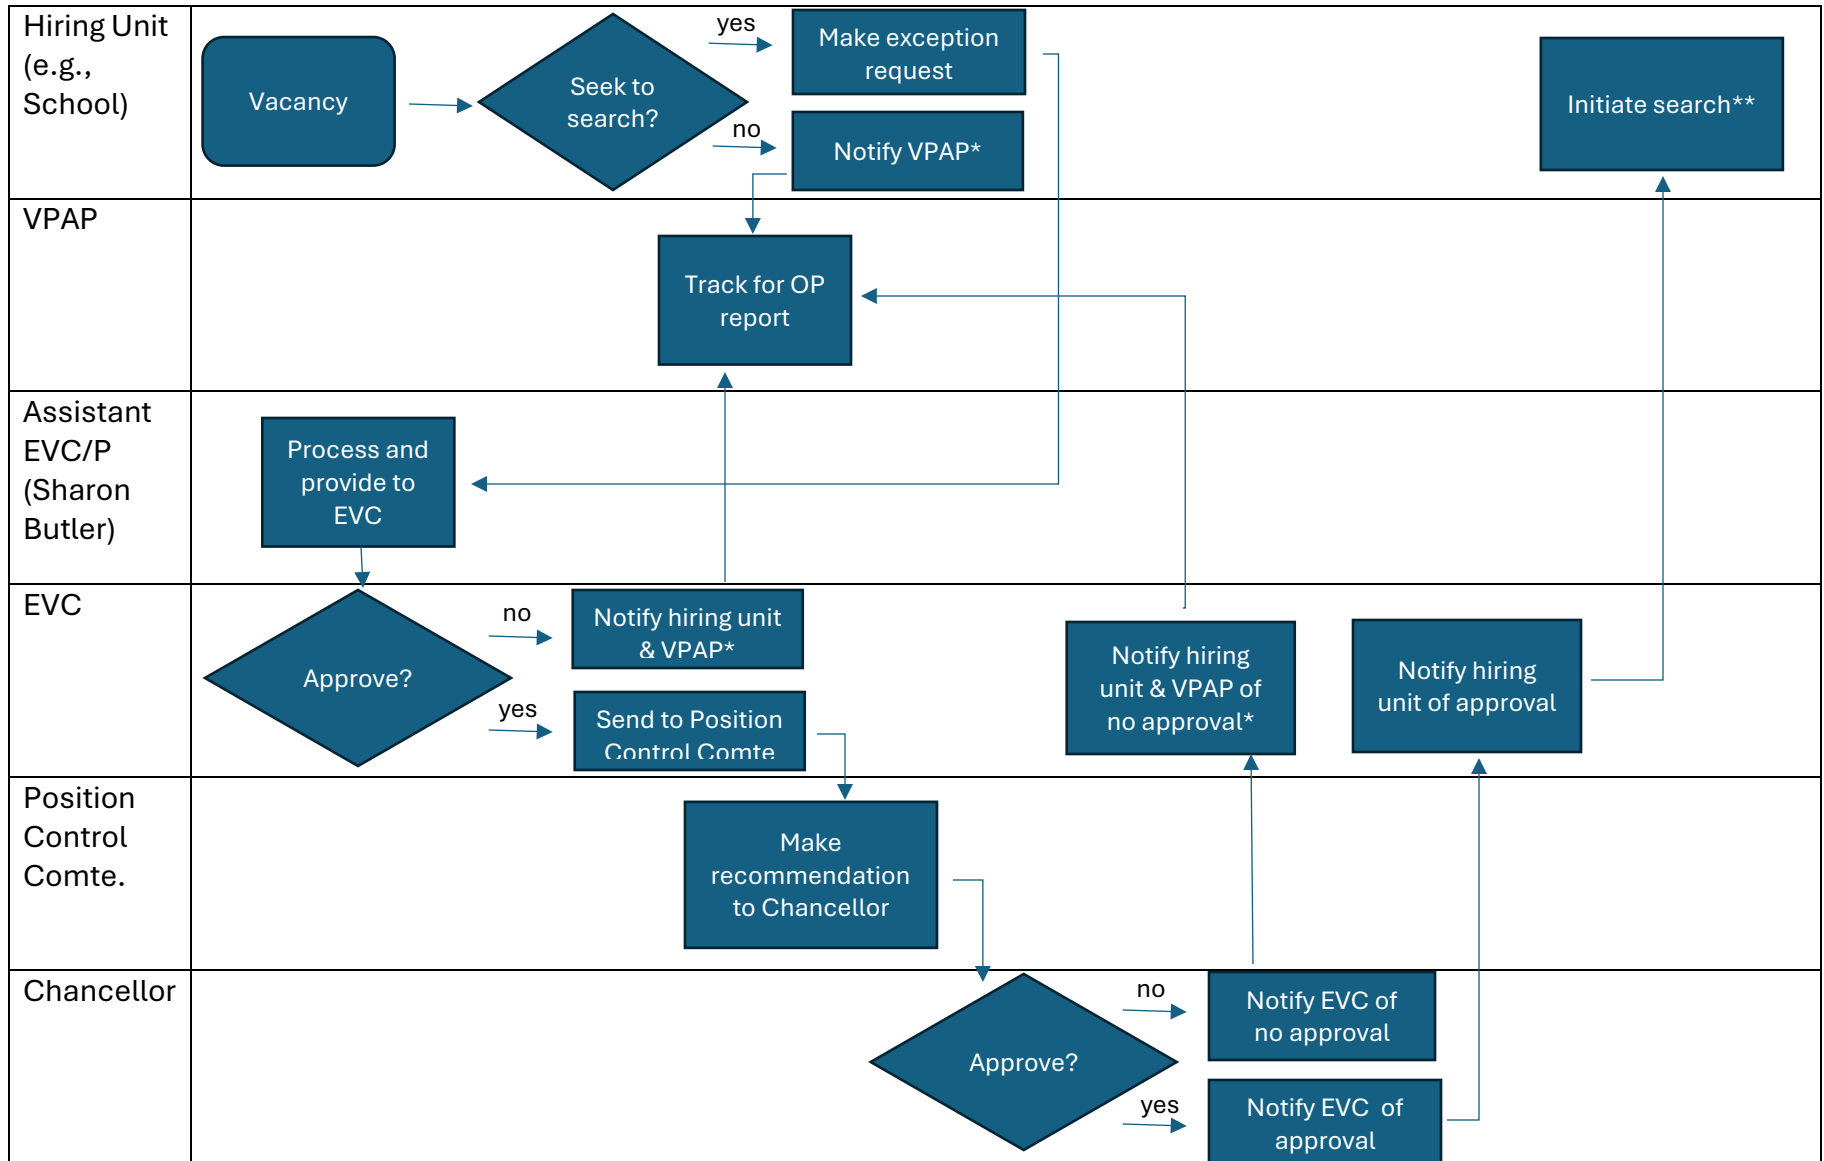 Hiring Unit
(e.g.,
School)
Vacancy
Seek to
search?
yes
Make exception
request
no
Notify VPAP*
Initiate search**
VPAP
Track for OP
report
Assistant
EVC/P
(Sharon
Butler)
Process and
provide to
EVC
EVC
Approve?
no
Notify hiring unit
& VPAP*
yes
Send to Position
Control Comte
Notify hiring
unit & VPAP of
no approval*
Notify hiring
unit of approval
Position
Control
Comte.
Make
recommendation
to Chancellor
Chancellor
Approve?
no
Notify EVC of
no approval
yes
Notify EVC  of
approval